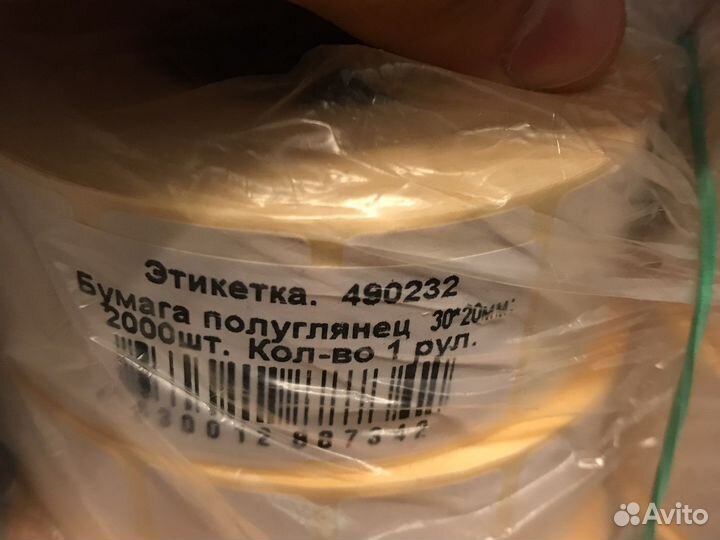 Этикетка. 490232
Бумага полуглянец 30*20мм.
2000шт. Кол-во 1 рул.
Avito